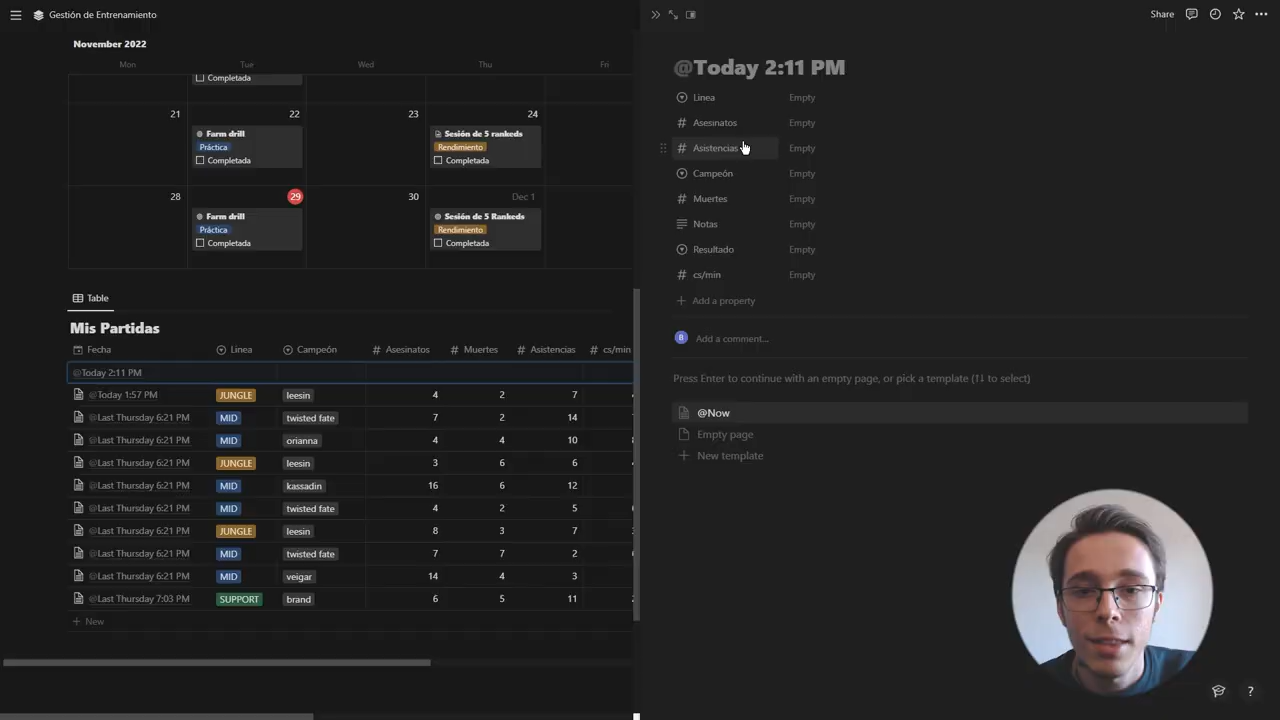 Gestión de Entrenamiento
November 2022
Mon Tue Wed Thu Fri
Completada
21 22 23 24
Farm drill
Práctica
Completada
Sesión de 5 rankeds
Rendimiento
Completada
28 29 30 Dec 1
Farm drill
Práctica
Completada
Sesión de 5 Rankeds
Rendimiento
Completada
Table
Mis Partidas
Fecha Linea Campeón # Asesinatos # Muertes # Asistencias # cs/min
@Today 2:11 PM
@Today 1:57 PM JUNGLE leesin 4 2 7
@Last Thursday 6:21 PM MID twisted fate 7 2 14
@Last Thursday 6:21 PM MID orianna 4 4 10
@Last Thursday 6:21 PM JUNGLE leesin 3 6 6
@Last Thursday 6:21 PM MID kassadin 16 6 12
@Last Thursday 6:21 PM MID twisted fate 4 2 5
@Last Thursday 6:21 PM JUNGLE leesin 8 3 7
@Last Thursday 6:21 PM MID twisted fate 7 7 2
@Last Thursday 6:21 PM MID veigar 14 4 3
@Last Thursday 7:03 PM SUPPORT brand 6 5 11
+ New
Share
@Today 2:11 PM
Linea Empty
# Asesinatos Empty
# Asistencias Empty
Campeón Empty
# Muertes Empty
Notas Empty
Resultado Empty
# cs/min Empty
+ Add a property
B Add a comment...
Press Enter to continue with an empty page, or pick a template (↑↓ to select)
@Now
Empty page
+ New template
?